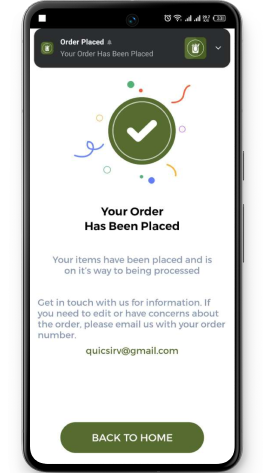 Order Placed
Your Order Has Been Placed
Your Order
Has Been Placed
Your items have been placed and is
on it's way to being processed
Get in touch with us for information. If
you need to edit or have concerns about
the order, please email us with your order
number.
quicsirv@gmail.com
BACK TO HOME